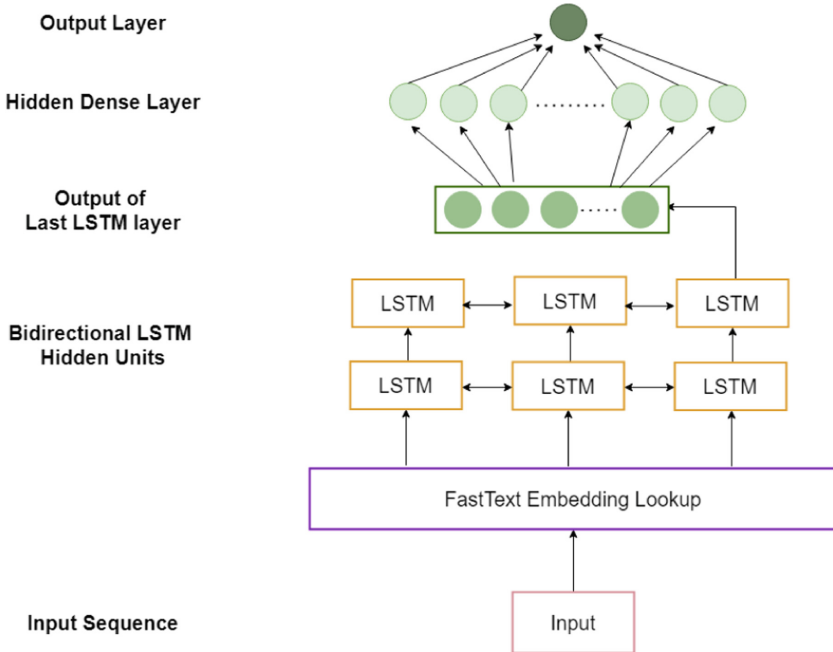 Output Layer
Hidden Dense Layer
Output of
Last LSTM layer
LSTM LSTM LSTM
Bidirectional LSTM
Hidden Units
LSTM LSTM LSTM
FastText Embedding Lookup
Input Sequence
Input